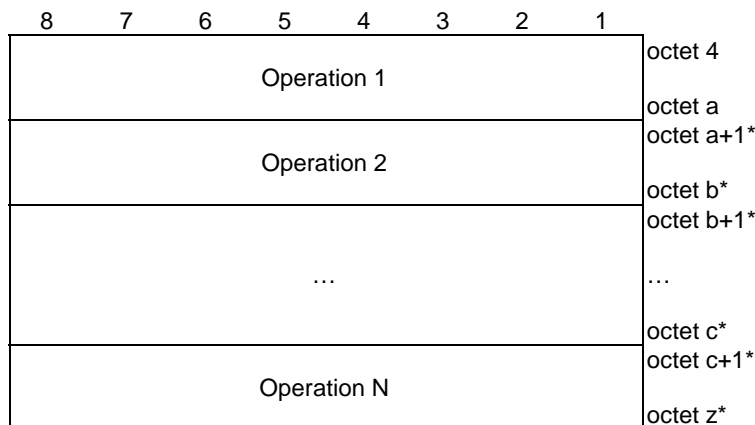 8 7 6 5 4 3 2 1
octet 4
Operation 1
octet a
octet a+1*
Operation 2
octet b*
octet b+1*
… …
octet c*
octet c+1*
Operation N
octet z*